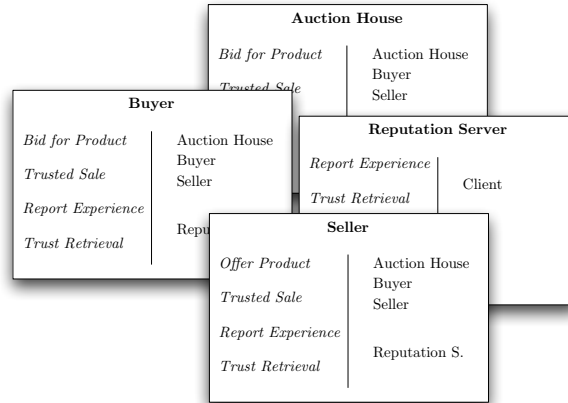 Auction House
Bid for Product
Trusted Sale
Auction House
Buyer
Seller
Buyer
Bid for Product
Trusted Sale
Report Experience
Trust Retrieval
Auction House
Buyer
Seller
Reputation Server
Report Experience
Trust Retrieval
Client
Seller
Offer Product
Trusted Sale
Report Experience
Trust Retrieval
Auction House
Buyer
Seller
Reputation S.